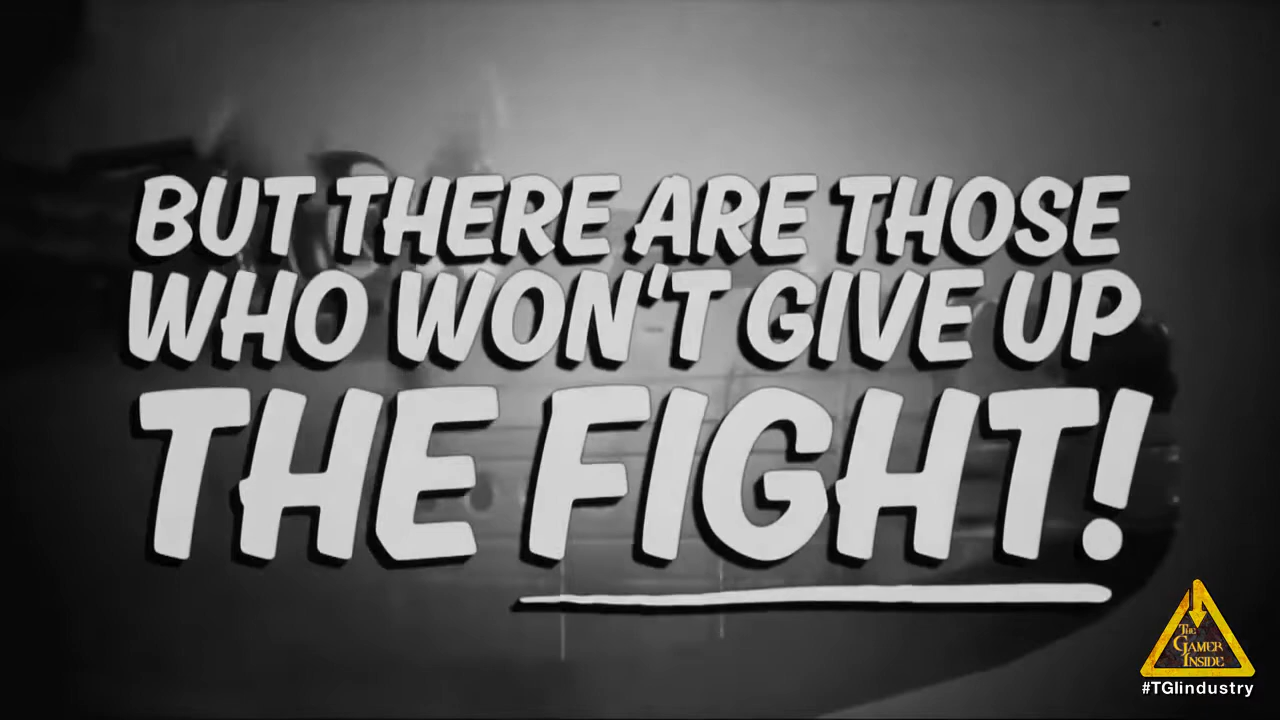 BUT THERE ARE THOSE
WHO WON'T GIVE UP
THE FIGHT!
THE
GAMER
INSIDE
#TGIindustry